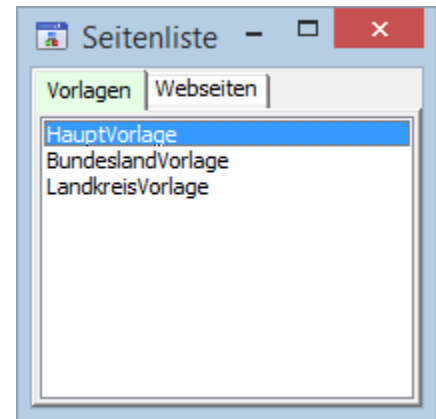 Seitenliste
Vorlagen Webseiten
HauptVorlage
BundeslandVorlage
LandkreisVorlage